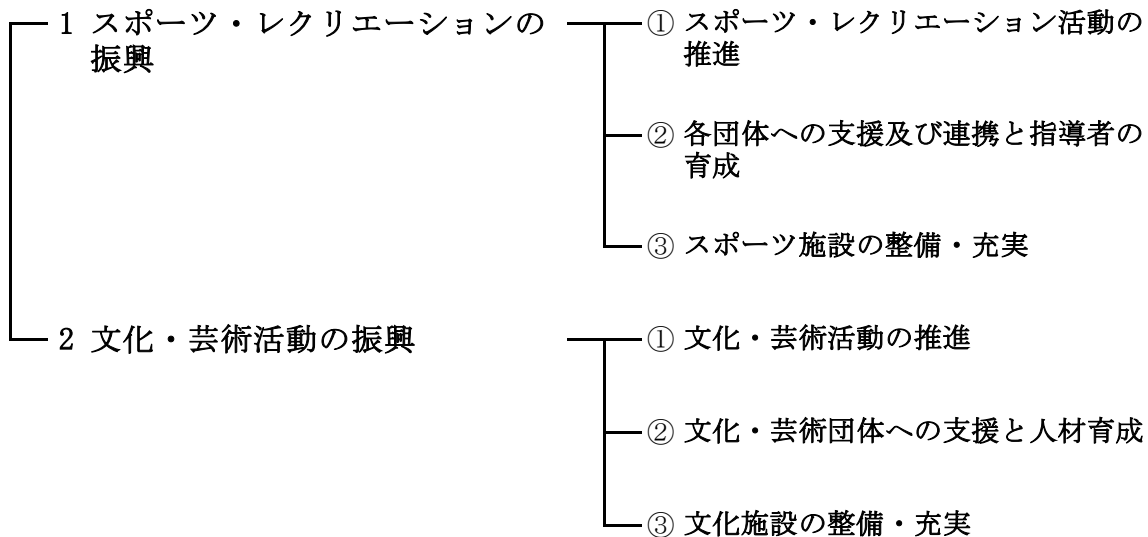 1 スポーツ・レクリエーションの
振興
① スポーツ・レクリエーション活動の
推進
② 各団体への支援及び連携と指導者の
育成
③ スポーツ施設の整備・充実
2 文化・芸術活動の振興
① 文化・芸術活動の推進
② 文化・芸術団体への支援と人材育成
③ 文化施設の整備・充実